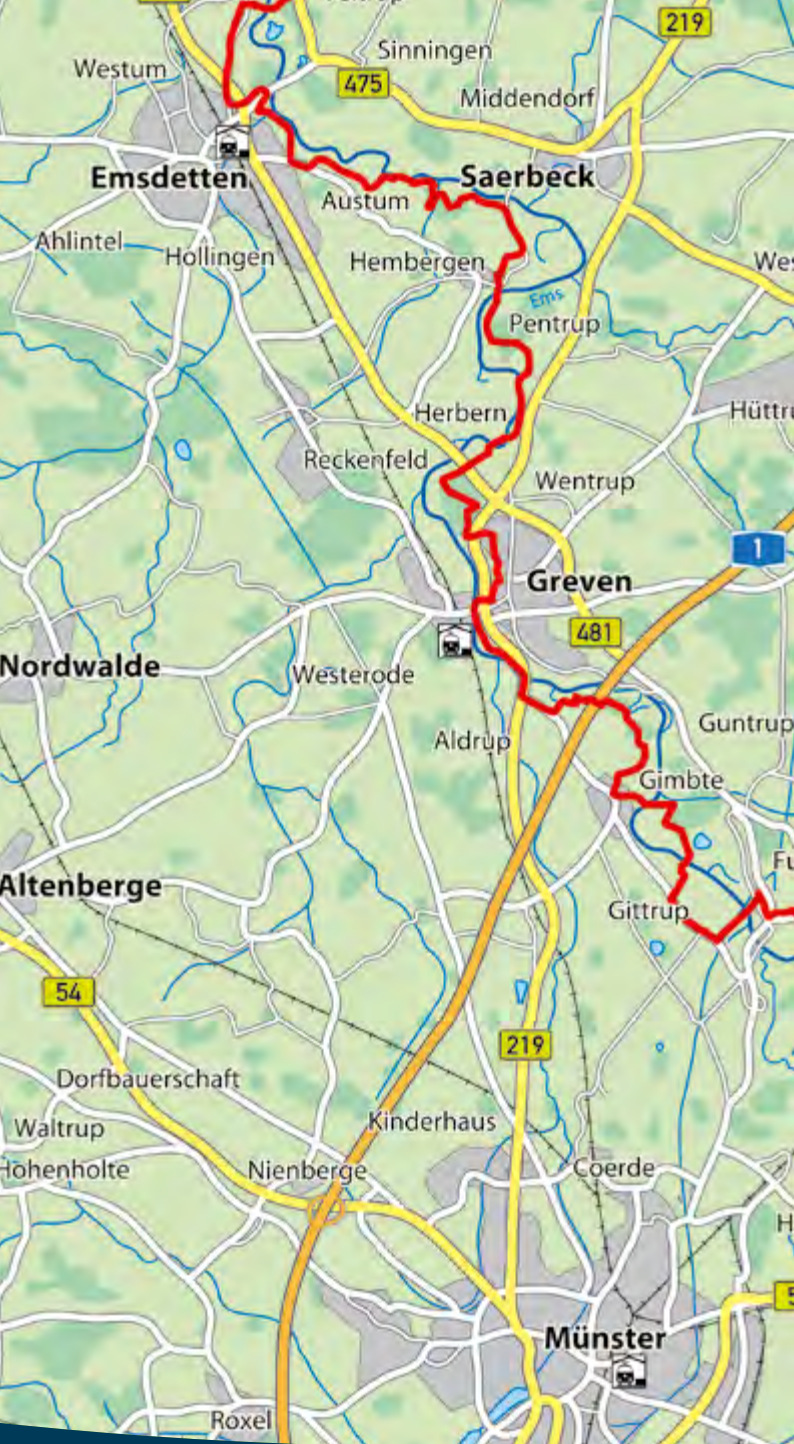 219
Sinningen
Westum
475
Middendorf
Emsdetten
Saerbeck
Austum
Ahlintel
Hollingen
Hembergen
Ems
Pentrup
Herbern
Reckenfeld
Wentrup
1
Greven
481
Nordwalde
Westerode
Guntrup
Aldrup
Gimbte
Altenberge
Gittrup
54
219
Dorfbauerschaft
Kinderhaus
Waltrup
Hohenholte
Nienberge
Coerde
Münster
Roxel